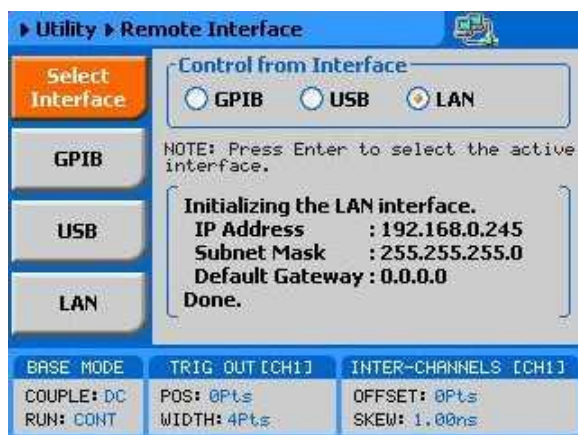 ▶ Utility ▶ Remote Interface
Select
Interface
GPIB
USB
LAN
Control from Interface
GPIB USB LAN
NOTE: Press Enter to select the active
interface.
Initializing the LAN interface.
IP Address : 192.168.0.245
Subnet Mask : 255.255.255.0
Default Gateway : 0.0.0.0
Done.
BASE MODE
COUPLE: DC
RUN: CONT
TRIG OUT[CH1]
POS: 0Pts
WIDTH: 4Pts
INTER-CHANNELS [CH1]
OFFSET: 0Pts
SKEW: 1.00ns